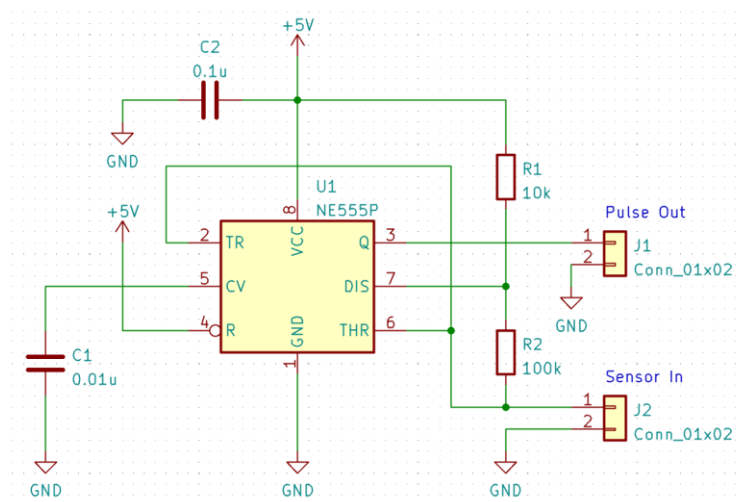 +5V
C2
0.1u
GND
+5V
U1
NE555P
8
VCC
2
TR
Q
3
5
CV
DIS
7
4
R
THR
6
GND
1
R1
10k
Pulse Out
1
2
J1
Conn_01x02
GND
R2
100k
C1
0.01u
Sensor In
1
2
J2
Conn_01x02
GND
GND
GND